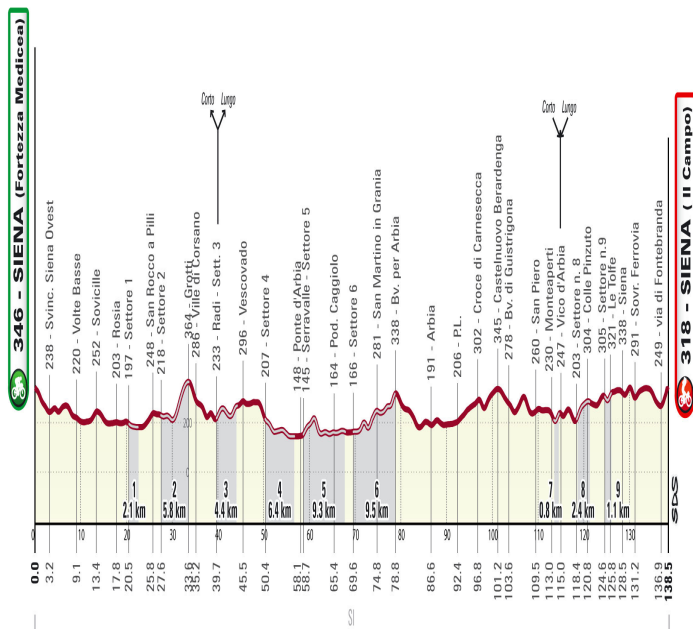 346 - SIENA (Fortezza Medicea)
238 - Svinc. Siena Ovest
220 - Volte Basse
252 - Sovicille
203 - Rosia
197 - Settore 1
248 - San Rocco a Pilli
218 - Settore 2
364 - Grotti
286 - Ville di Corsano
Corto Lungo
233 - Radi - Sett. 3
296 - Vescovado
207 - Settore 4
148 - Ponte d'Arbia
145 - Serravalle - Settore 5
164 - Pod. Caggiolo
166 - Settore 6
281 - San Martino in Grania
338 - Bv. per Arbia
191 - Arbia
206 - P.L.
302 - Croce di Carnesecca
345 - Castelnuovo Berardenga
278 - Bv. di Guistrigona
260 - San Piero
230 - Monteaperti
Corto Lungo
247 - Vico d'Arbia
203 - Settore n. 8
304 - Colle Pinzuto
305 - Settore n.9
321 - Le Tolfe
338 - Siena
291 - Sovr. Ferrovia
249 - via di Fontebranda
318 - SIENA ( Il Campo)
200
0
1
2.1 km
2
5.8 km
3
4.4 km
4
6.4 km
5
9.3 km
6
9.5 km
7
0.8 km
8
2.4 km
9
1.1 km
SDS
0 10 20 30 40 50 60 70 80 90 100 110 120 130
0.0 3.2 9.1 13.4 17.8 20.5 25.8 27.6 35.2 39.7 45.5 50.4 58.1 58.7 65.4 69.6 74.8 78.8 86.6 92.4 96.8 101.2 103.6 109.5 113.0 115.0 118.4 120.8 124.6 125.8 128.5 131.2 136.9 138.5
SI